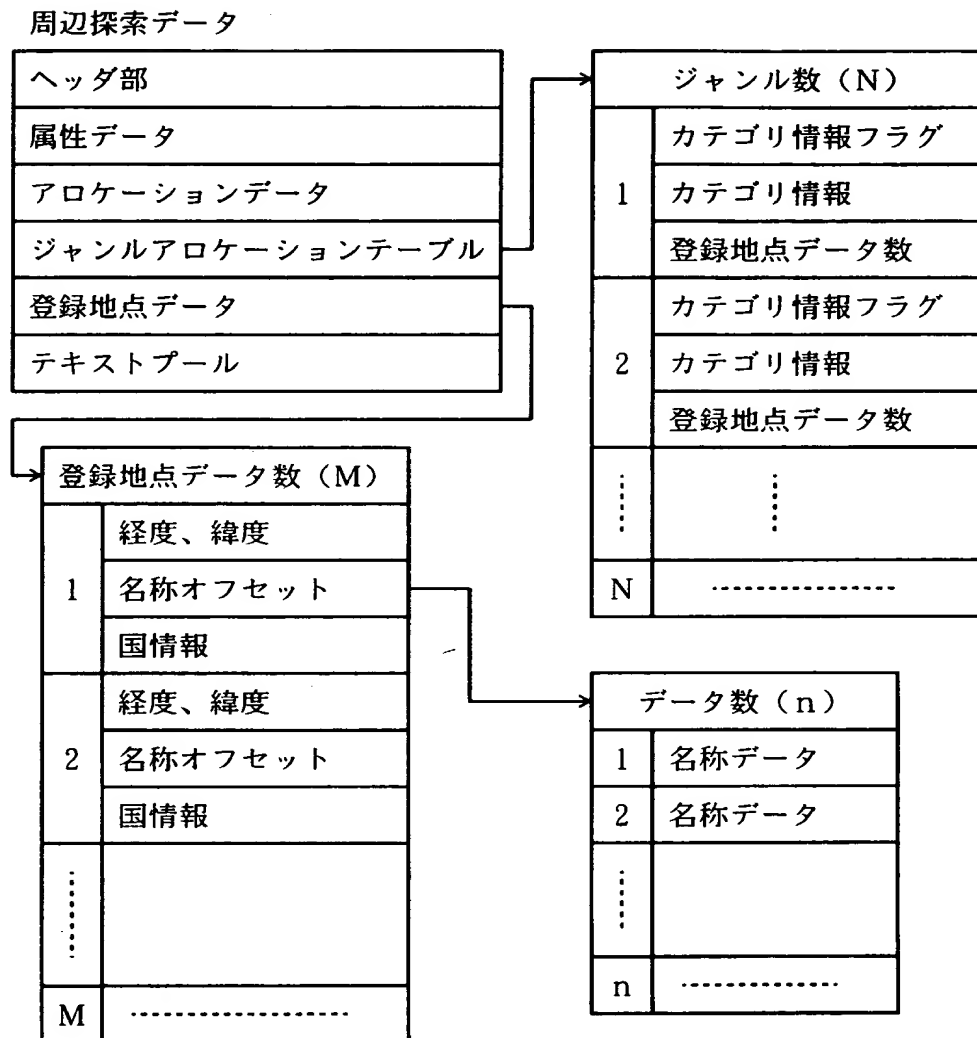 周辺探索データ
ヘッダ部
属性データ
アロケーションデータ
ジャンルアロケーションテーブル
登録地点データ
テキストプール
ジャンル数（N）
1
カテゴリ情報フラグ
カテゴリ情報
登録地点データ数
2
カテゴリ情報フラグ
カテゴリ情報
登録地点データ数
N
登録地点データ数（M）
1
経度、緯度
名称オフセット
国情報
2
経度、緯度
名称オフセット
国情報
M
データ数（n）
1 名称データ
2 名称データ
n